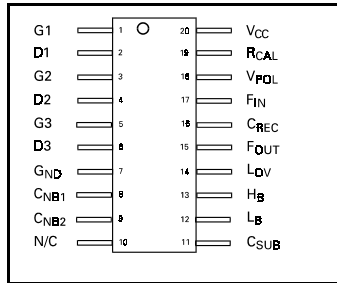 G1 1 20 VCC
D1 2 19 RCAL
G2 3 18 VPOL
D2 4 17 FIN
G3 5 16 CREC
D3 6 15 FOUT
GND 7 14 LOV
CNB1 8 13 HB
CNB2 9 12 LB
N/C 10 11 CSUB